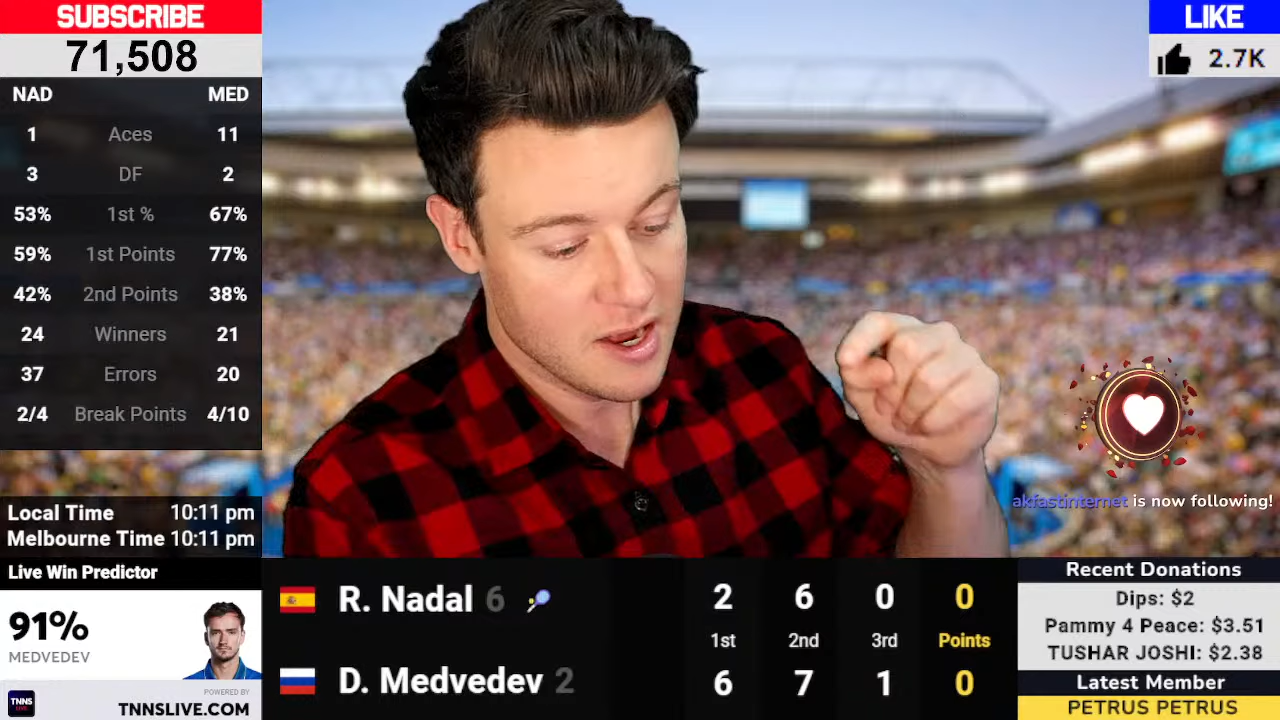 SUBSCRIBE
71,508
NAD MED
1 Aces 11
3 DF 2
53% 1st % 67%
59% 1st Points 77%
42% 2nd Points 38%
24 Winners 21
37 Errors 20
2/4 Break Points 4/10
Local Time 10:11 pm
Melbourne Time 10:11 pm
Live Win Predictor
91%
MEDVEDEV
POWERED BY
TNNS LIVE
TNNSLIVE.COM
R. Nadal 6 2 6 0 0
1st 2nd 3rd Points
D. Medvedev 2 6 7 1 0
LIKE
2.7K
akfastinternet is now following!
Recent Donations
Dips: $2
Pammy 4 Peace: $3.51
TUSHAR JOSHI: $2.38
Latest Member
PETRUS PETRUS